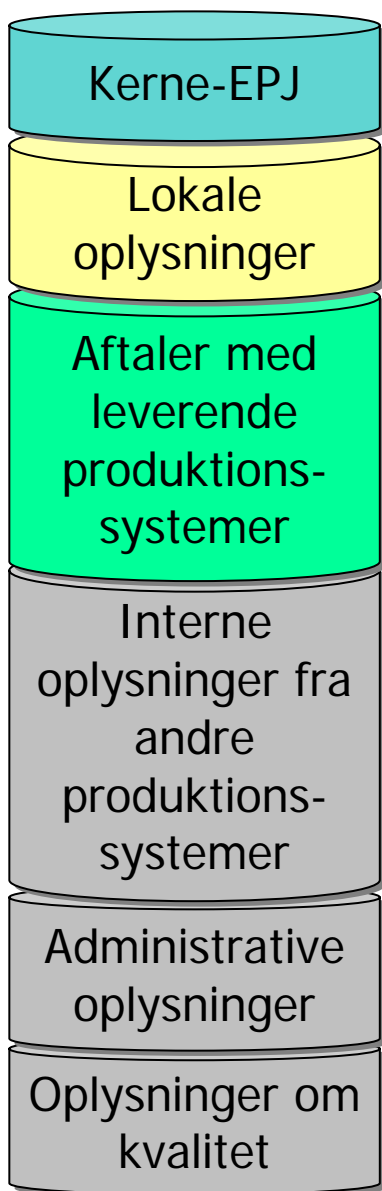 Kerne-EPJ
Lokale
oplysninger
Aftaler med
leverende
produktions-
systemer
Interne
oplysninger fra
andre
produktions-
systemer
Administrative
oplysninger
Oplysninger om
kvalitet